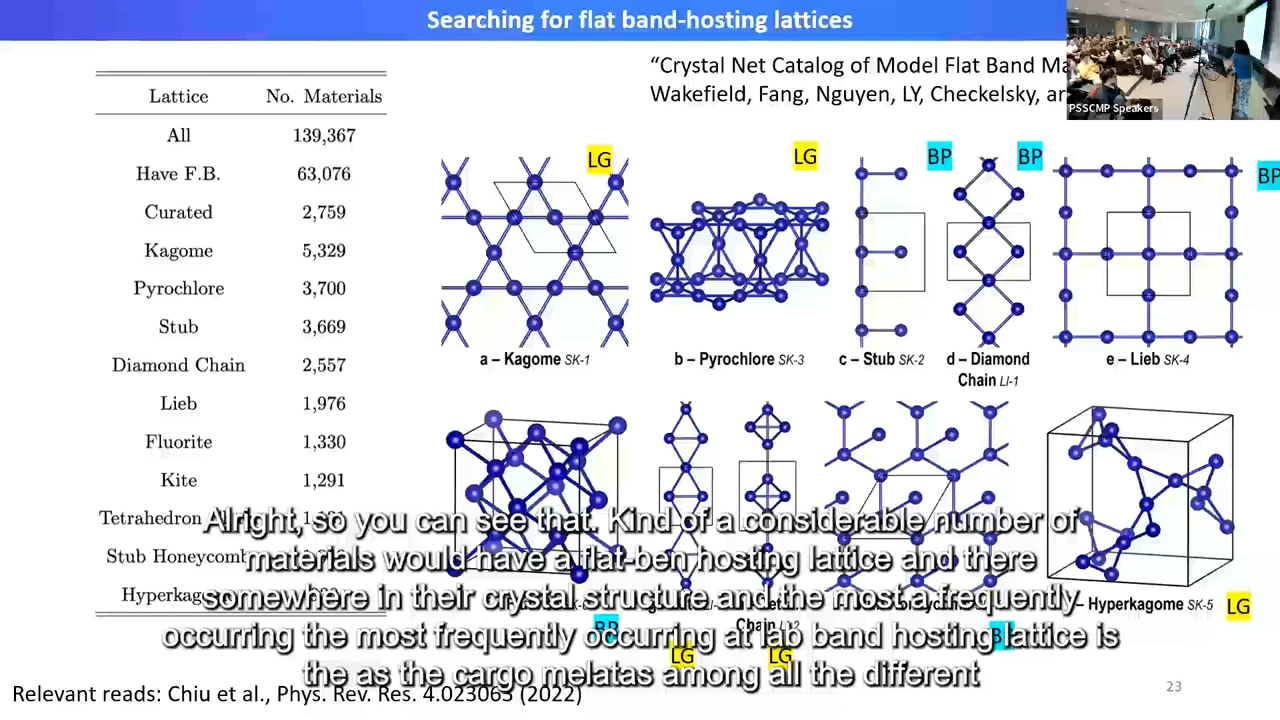 Searching for flat band-hosting lattices
"Crystal Net Catalog of Model Flat Band
Wakefield, Fang, Nguyen, LY, Checkelsky,
PSSCMP Speakers
Lattice No. Materials
All 139,367
Have F.B. 63,076
Curated 2,759
Kagome 5,329
Pyrochlore 3,700
Stub 3,669
Diamond Chain 2,557
Lieb 1,976
Fluorite 1,330
Kite 1,291
Tetrahedron
Stub Honeycomb
LG
LG
BP
BP
BP
a – Kagome SK-1
b – Pyrochlore SK-3
c – Stub SK-2
d – Diamond
Chain LI-1
e – Lieb SK-4
Hyperkagome SK-5
LG
Chain
BP
LG
LG
Alright, so you can see that. Kind of a considerable number of
materials would have a flat-ben hosting lattice and there
somewhere in their crystal structure and the most a frequently
occurring the most frequently occurring at lab band hosting lattice is
the as the cargo melatas among all the different
Relevant reads: Chiu et al., Phys. Rev. Res. 4.023063 (2022)
23